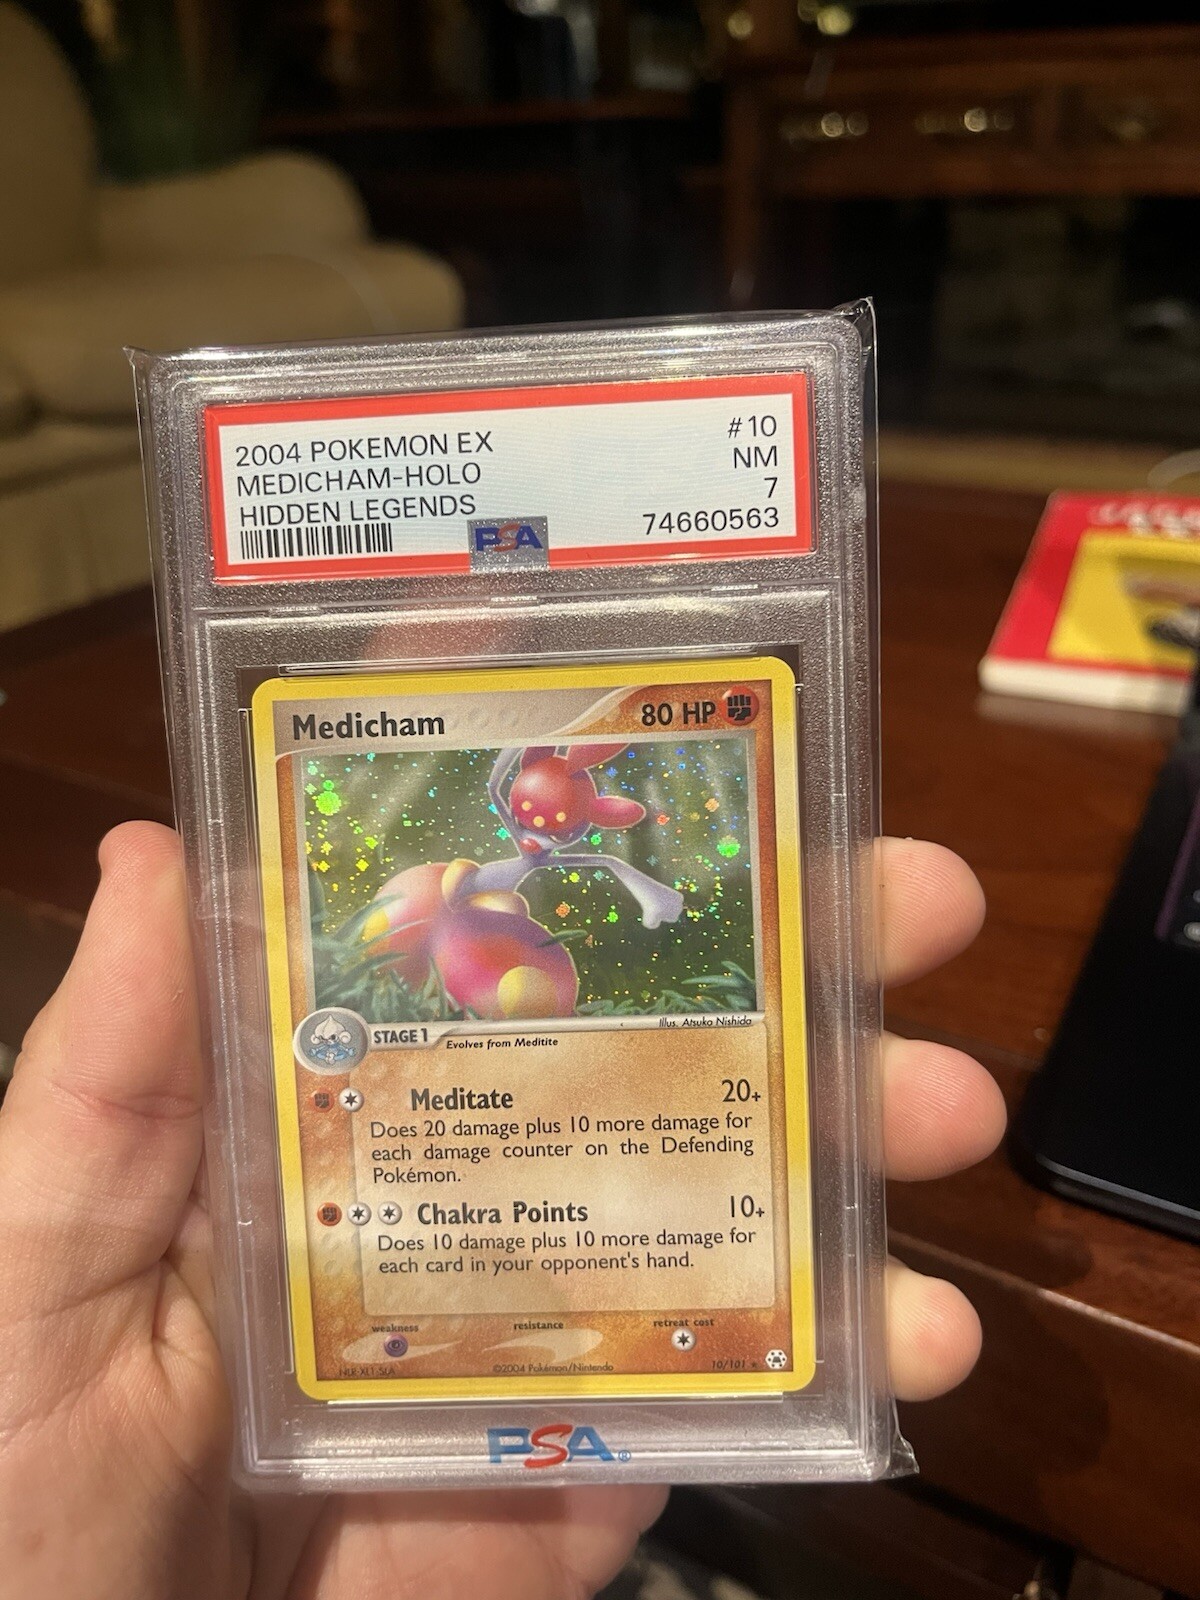 2004 POKEMON EX #10
MEDICHAM-HOLO NM
HIDDEN LEGENDS 7
PSA 74660563
Medicham 80 HP
Illus. Atsuko Nishida
STAGE 1 Evolves from Meditite
Meditate 20+
Does 20 damage plus 10 more damage for
each damage counter on the Defending
Pokémon.
Chakra Points 10+
Does 10 damage plus 10 more damage for
each card in your opponent's hand.
weakness resistance retreat cost
©2004 Pokémon/Nintendo 10/101 ★
PSA®